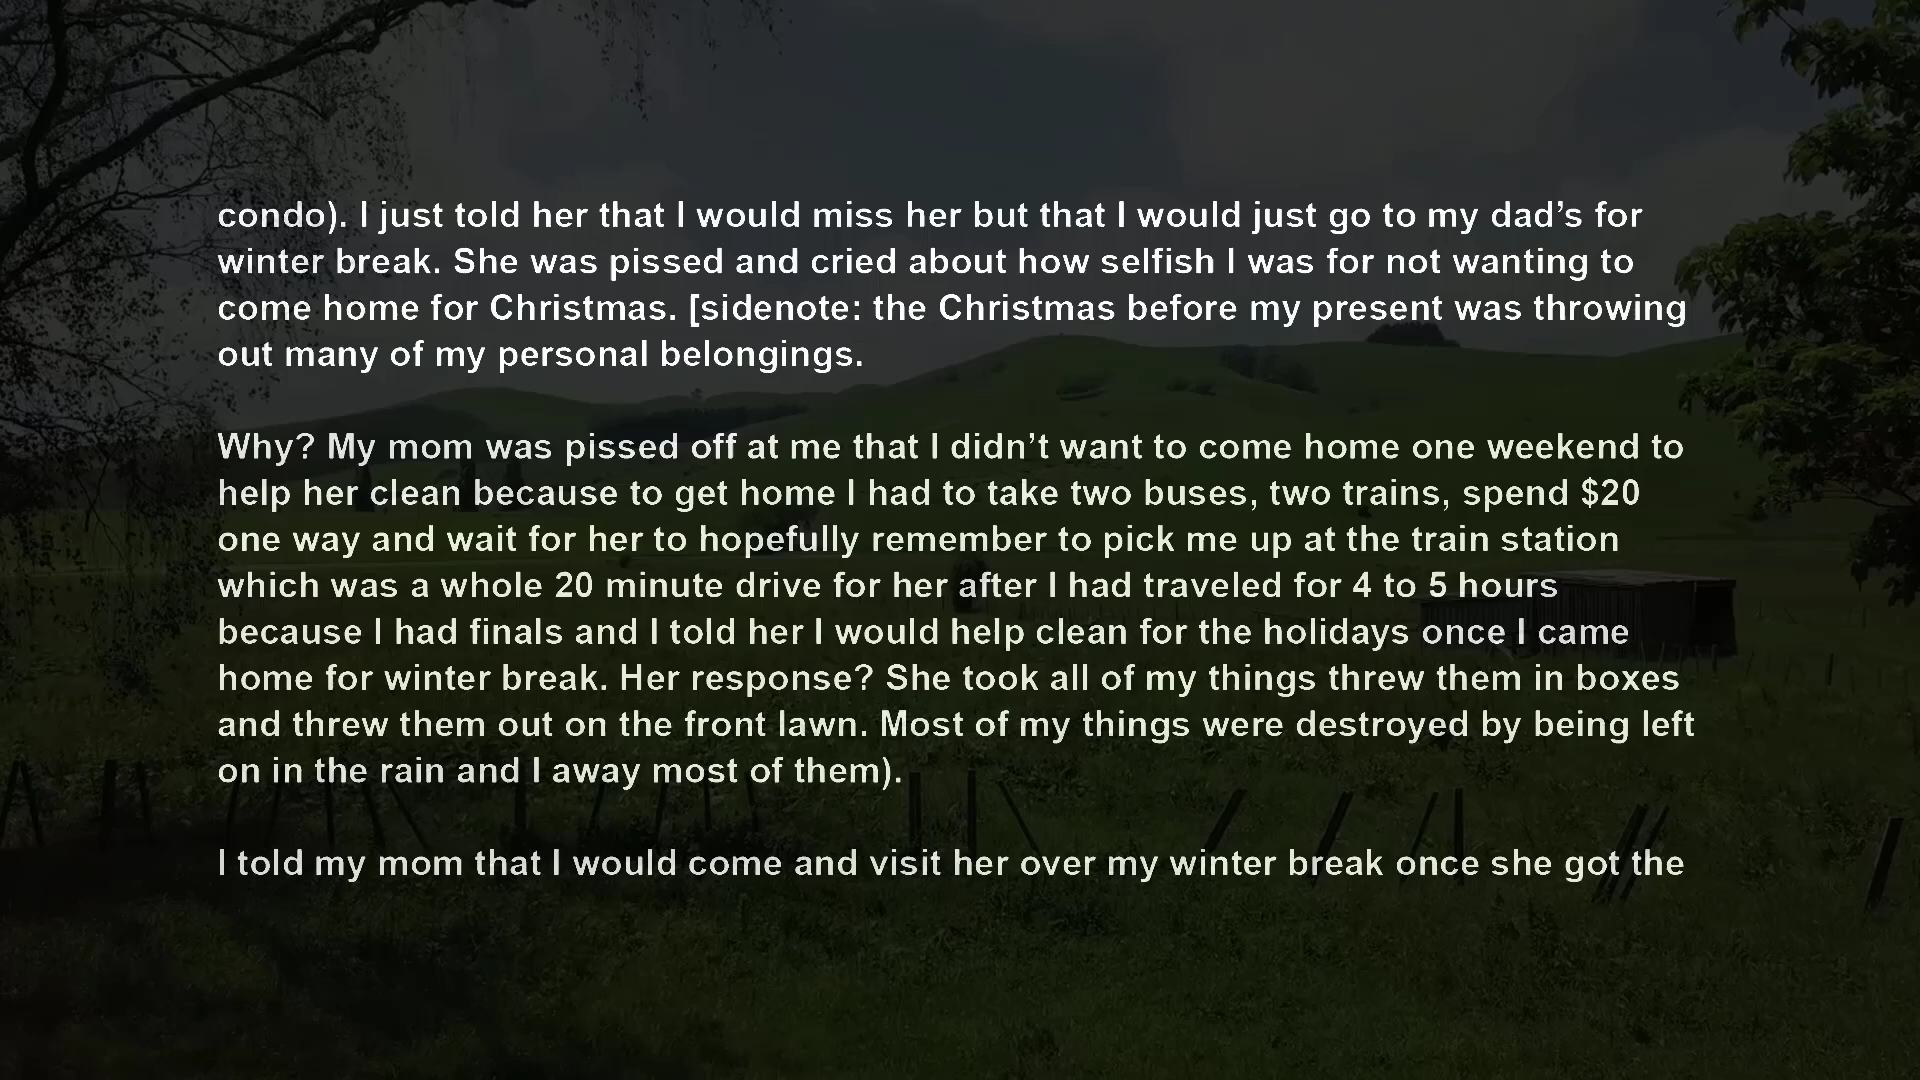 condo). I just told her that I would miss her but that I would just go to my dad’s for
winter break. She was pissed and cried about how selfish I was for not wanting to
come home for Christmas. [sidenote: the Christmas before my present was throwing
out many of my personal belongings.
Why? My mom was pissed off at me that I didn’t want to come home one weekend to
help her clean because to get home I had to take two buses, two trains, spend $20
one way and wait for her to hopefully remember to pick me up at the train station
which was a whole 20 minute drive for her after I had traveled for 4 to 5 hours
because I had finals and I told her I would help clean for the holidays once I came
home for winter break. Her response? She took all of my things threw them in boxes
and threw them out on the front lawn. Most of my things were destroyed by being left
on in the rain and I away most of them).
I told my mom that I would come and visit her over my winter break once she got the